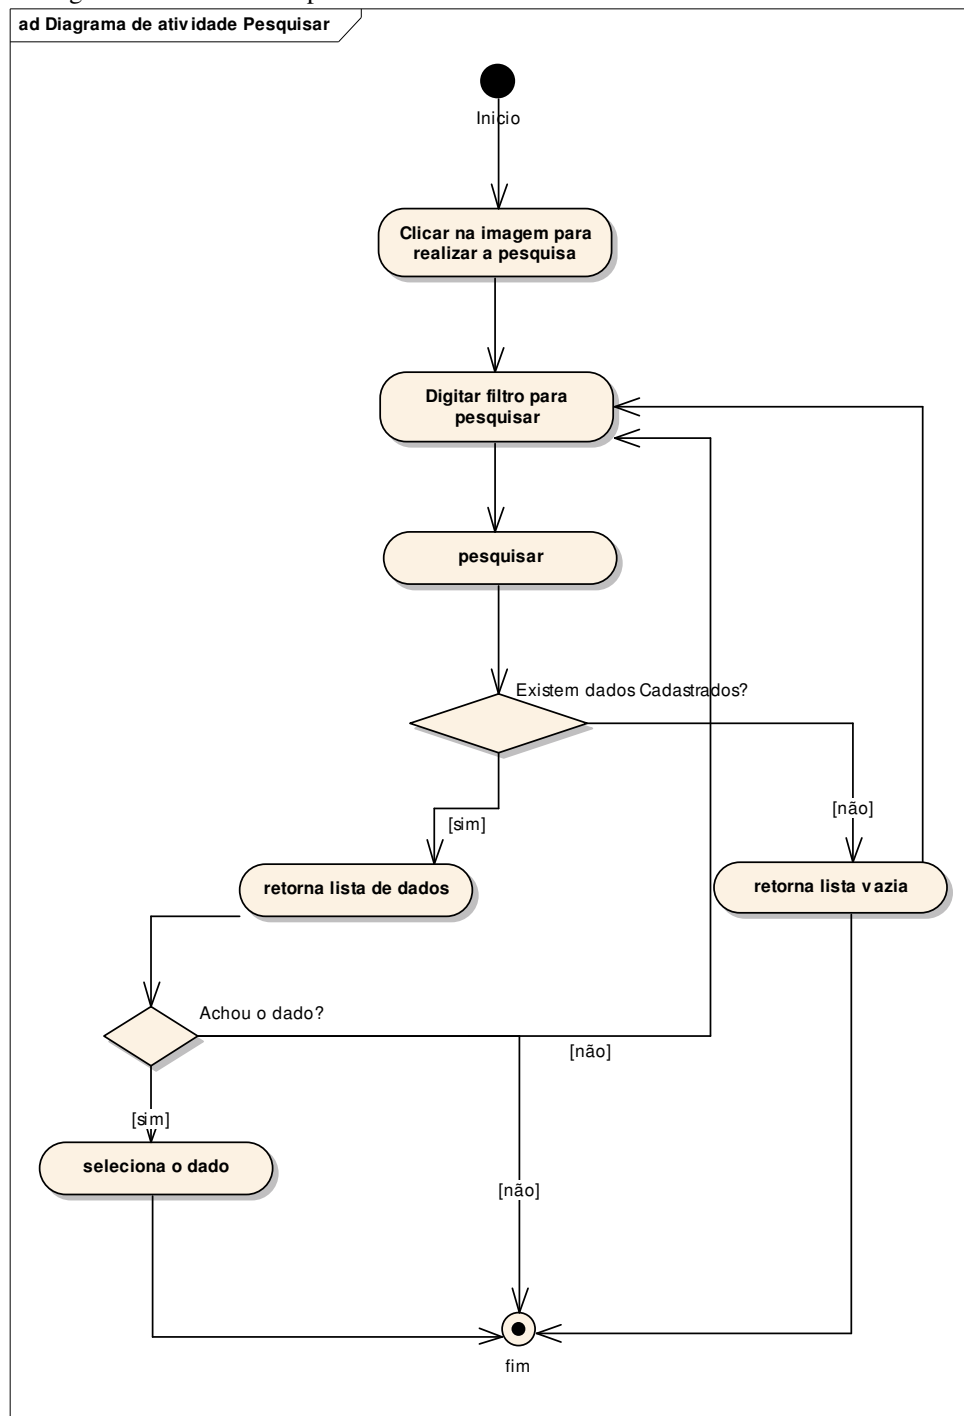 ad Diagrama de atividade Pesquisar
Inicio
Clicar na imagem para
realizar a pesquisa
Digitar filtro para
pesquisar
pesquisar
Existem dados Cadastrados?
[não]
[sim]
retorna lista de dados
retorna lista vazia
Achou o dado?
[não]
[sim]
seleciona o dado
[não]
fim